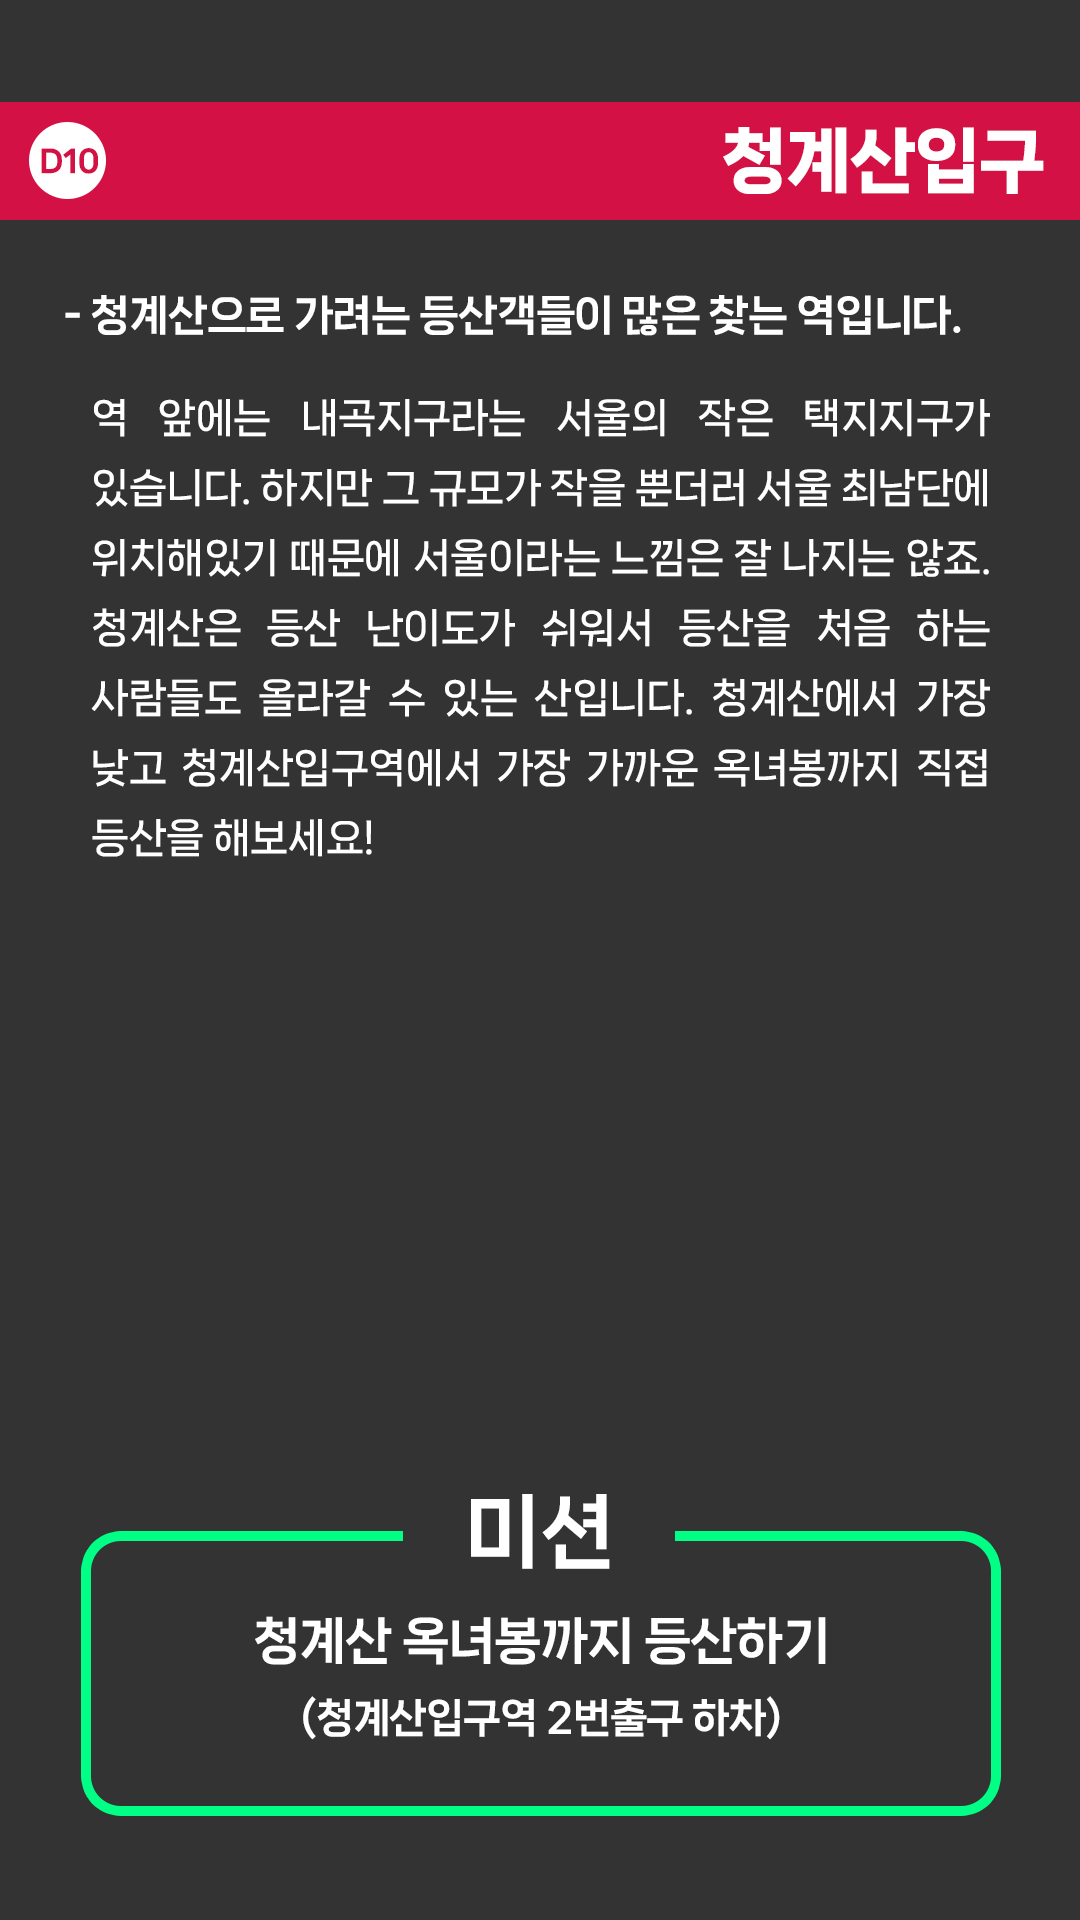 D10
청계산입구
- 청계산으로 가려는 등산객들이 많은 찾는 역입니다.
역 앞에는 내곡지구라는 서울의 작은 택지지구가
있습니다. 하지만 그 규모가 작을 뿐더러 서울 최남단에
위치해있기 때문에 서울이라는 느낌은 잘 나지는 않죠.
청계산은 등산 난이도가 쉬워서 등산을 처음 하는
사람들도 올라갈 수 있는 산입니다. 청계산에서 가장
낮고 청계산입구역에서 가장 가까운 옥녀봉까지 직접
등산을 해보세요!
미션
청계산 옥녀봉까지 등산하기
(청계산입구역 2번출구 하차)